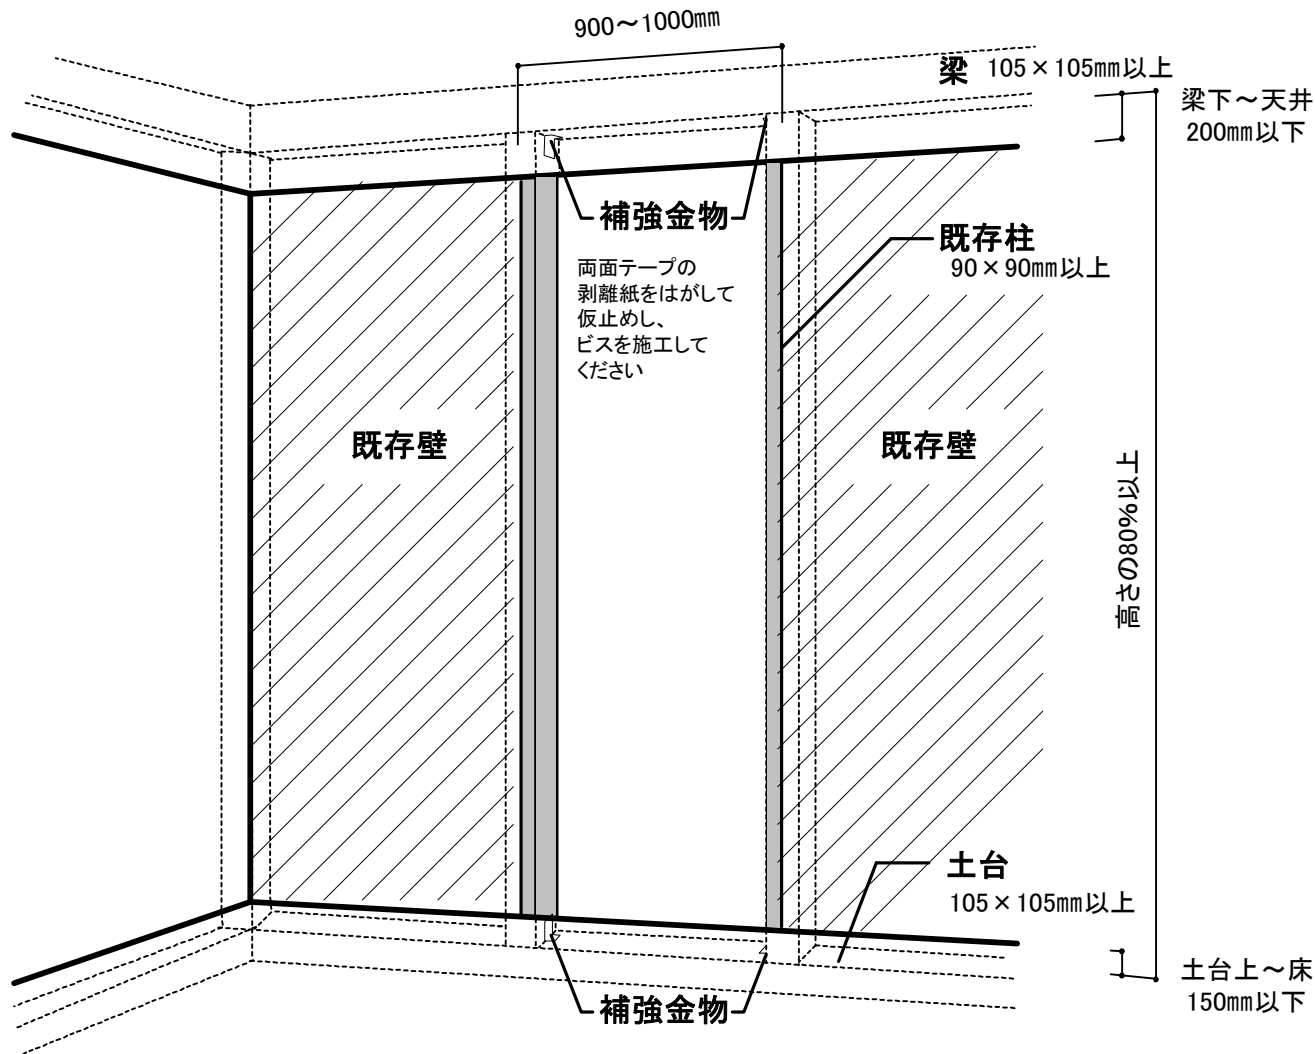 900～1000mm
梁 105×105mm以上
梁下～天井
200mm以下
補強金物
既存柱
90×90mm以上
両面テープの
剥離紙をはがして
仮止めし、
ビスを施工して
ください
既存壁
既存壁
高さの80%以上
土台
105×105mm以上
土台上～床
150mm以下
補強金物